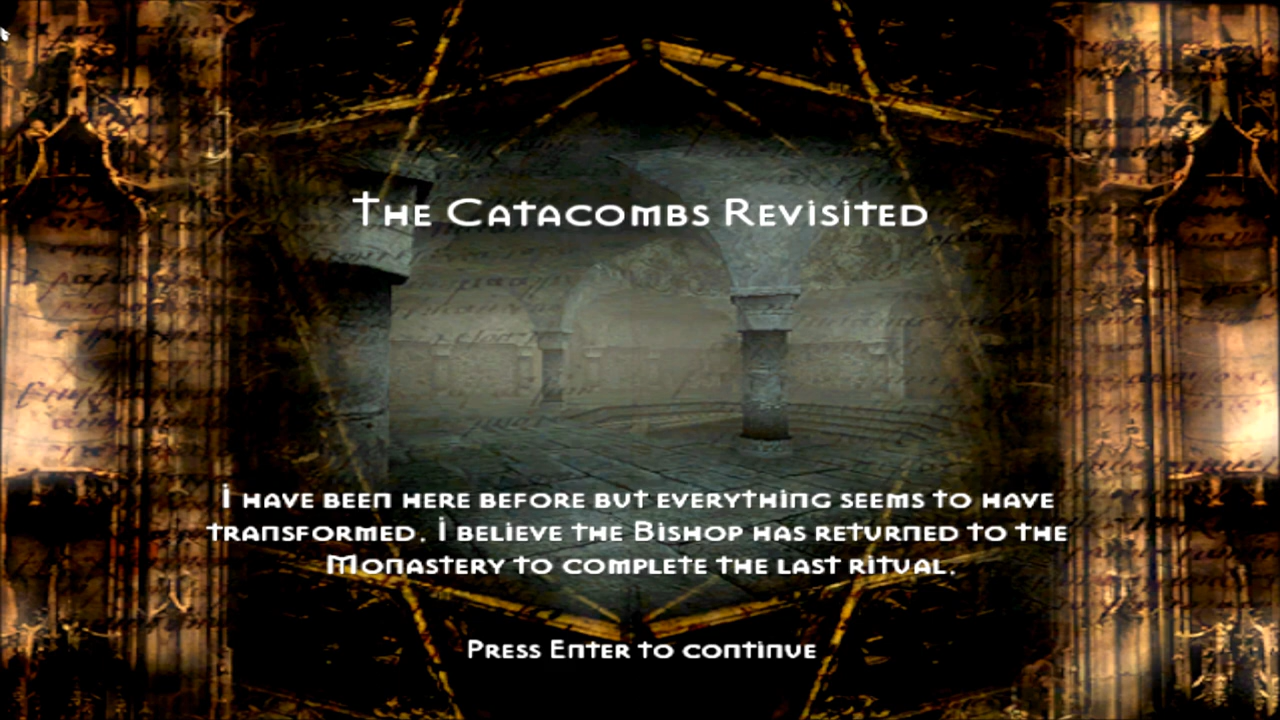 The Catacombs Revisited
I have been here before but everything seems to have
transformed. I believe the Bishop has returned to the
Monastery to complete the last ritual.
Press Enter to continue